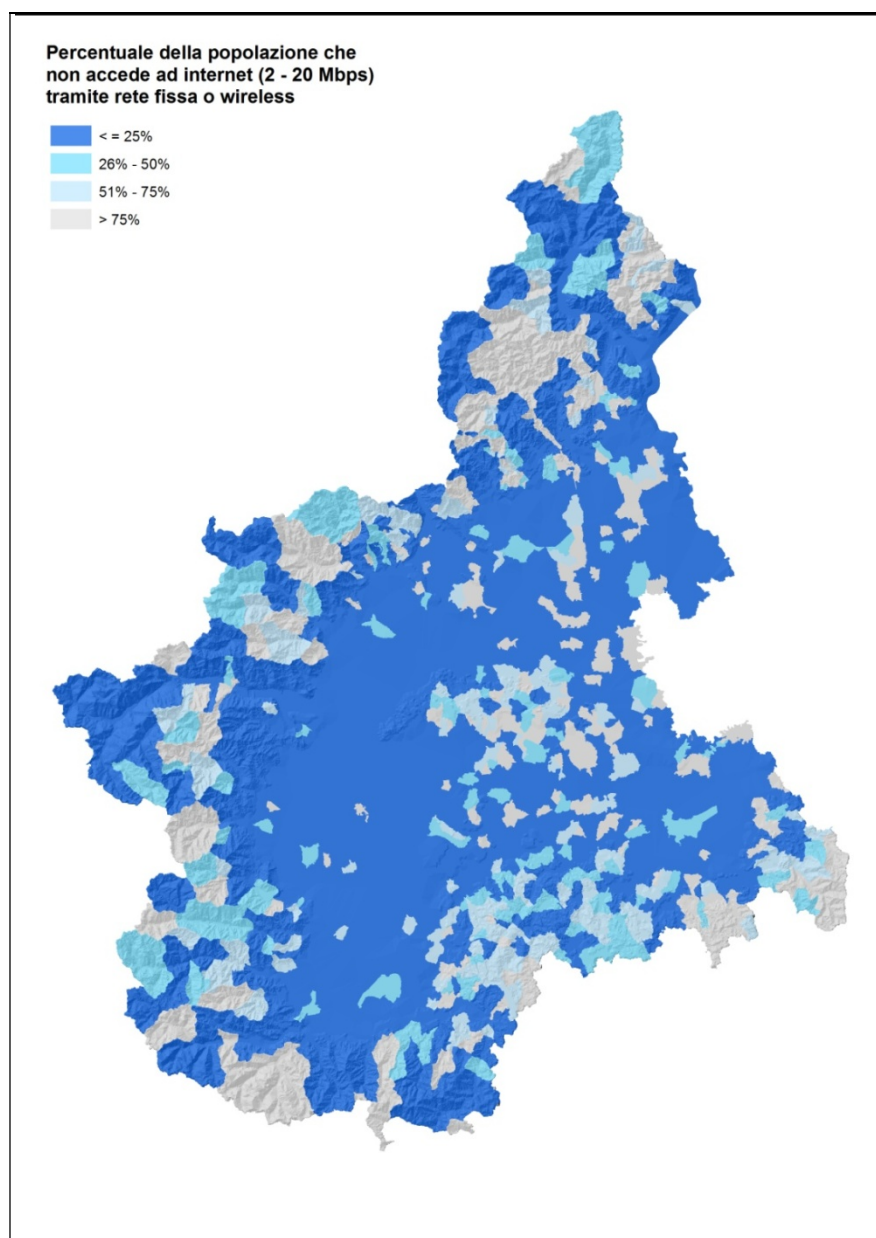 Percentuale della popolazione che
non accede ad internet (2 - 20 Mbps)
tramite rete fissa o wireless
< = 25%
26% - 50%
51% - 75%
> 75%